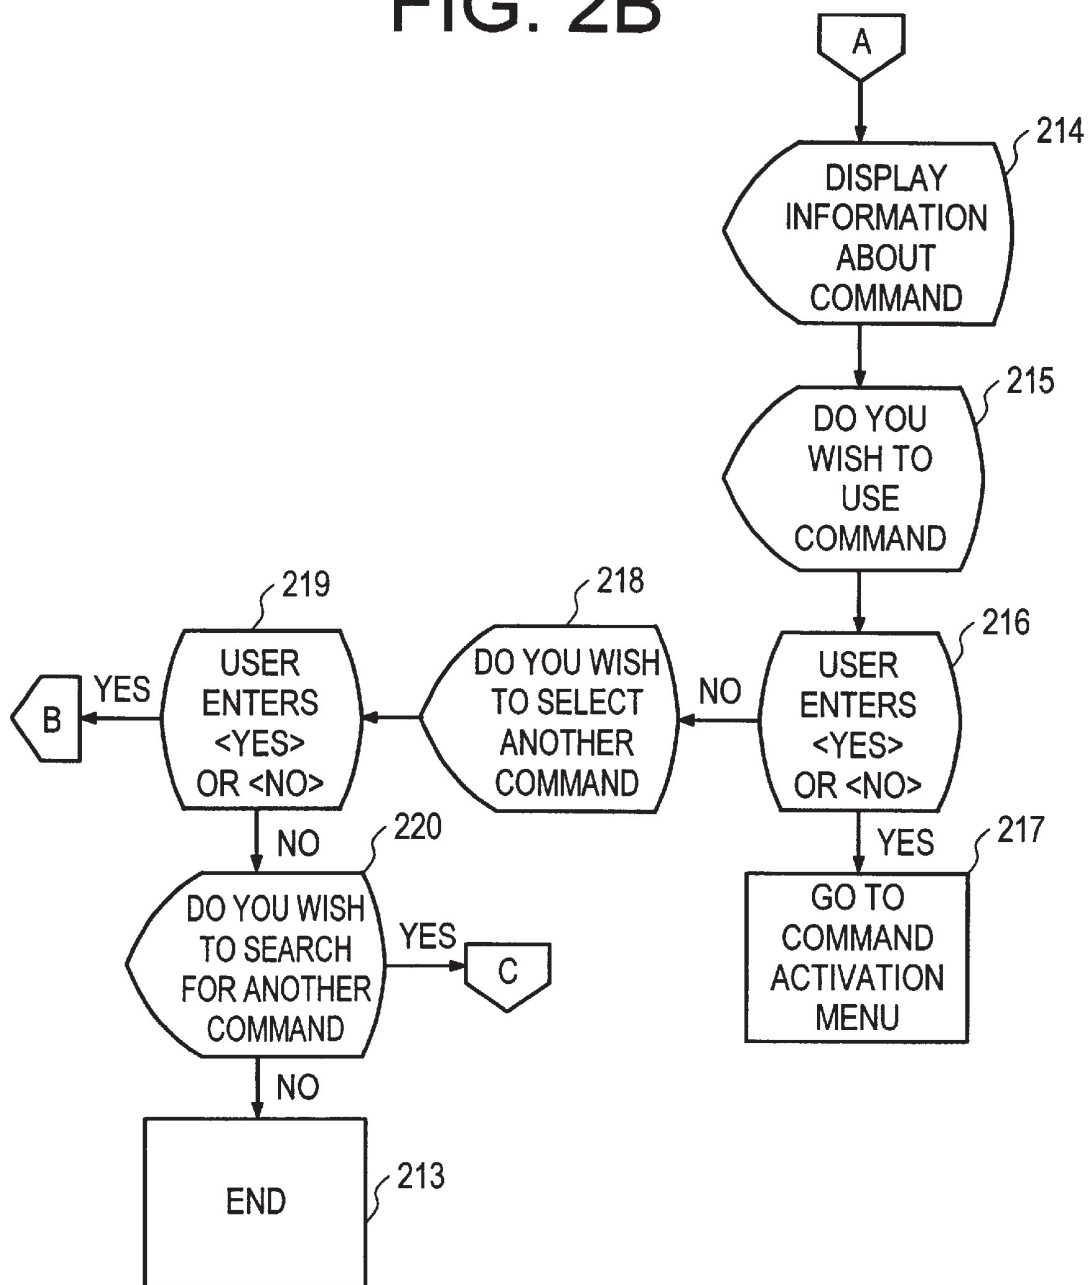 FIG. 2B
A
214
DISPLAY
INFORMATION
ABOUT
COMMAND
215
DO YOU
WISH TO
USE
COMMAND
216
USER
ENTERS
<YES>
OR <NO>
NO
YES
217
GO TO
COMMAND
ACTIVATION
MENU
218
DO YOU WISH
TO SELECT
ANOTHER
COMMAND
219
USER
ENTERS
<YES>
OR <NO>
YES
B
NO
220
DO YOU WISH
TO SEARCH
FOR ANOTHER
COMMAND
YES
C
NO
213
END